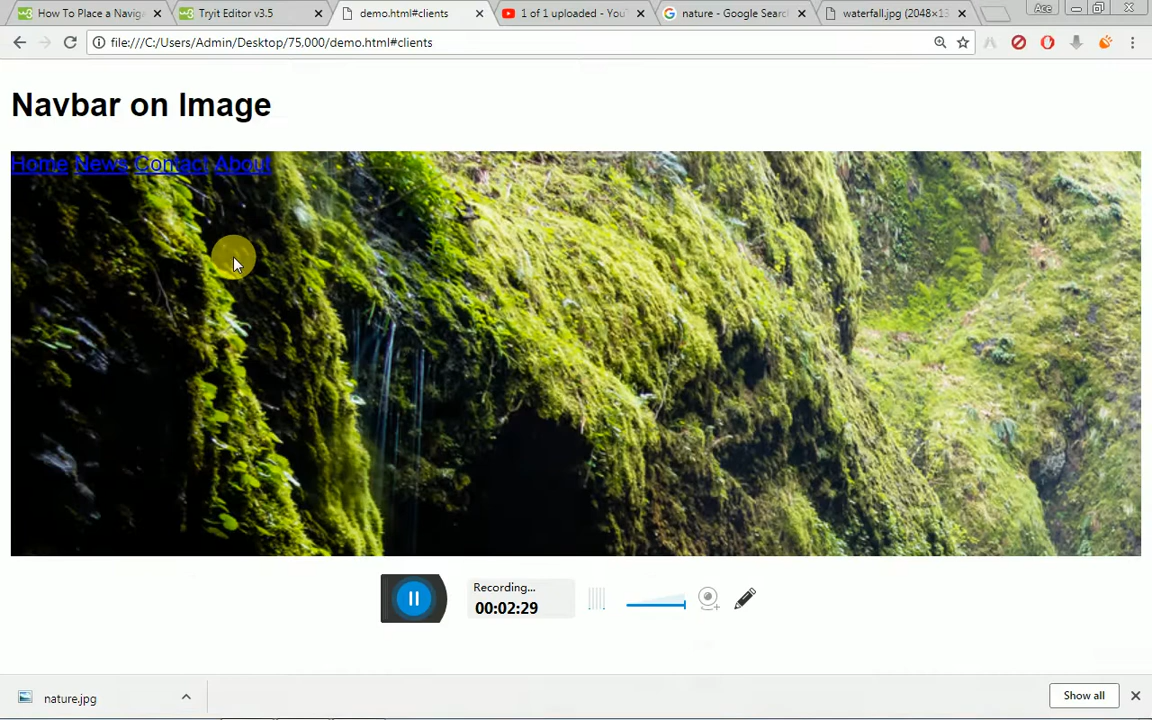 How To Place a Naviga
Tryit Editor v3.5
demo.html#clients
1 of 1 uploaded - You
nature - Google Searc
waterfall.jpg (2048×13
Ace
file:///C:/Users/Admin/Desktop/75,000/demo.html#clients
Navbar on Image
Home News Contact About
Recording...
00:02:29
nature.jpg
Show all